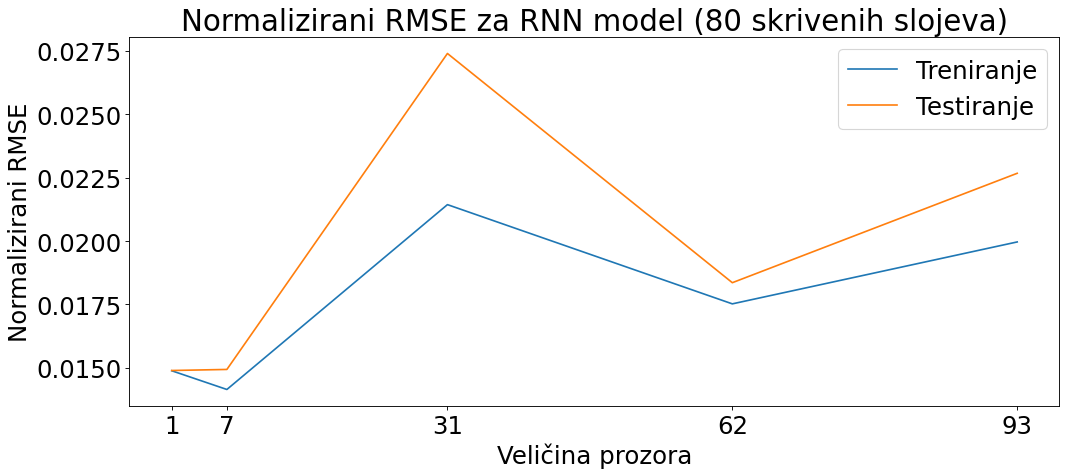 Normalizirani RMSE za RNN model (80 skrivenih slojeva)
Treniranje
Testiranje
Normalizirani RMSE
0.0275
0.0250
0.0225
0.0200
0.0175
0.0150
1 7 31 62 93
Veličina prozora